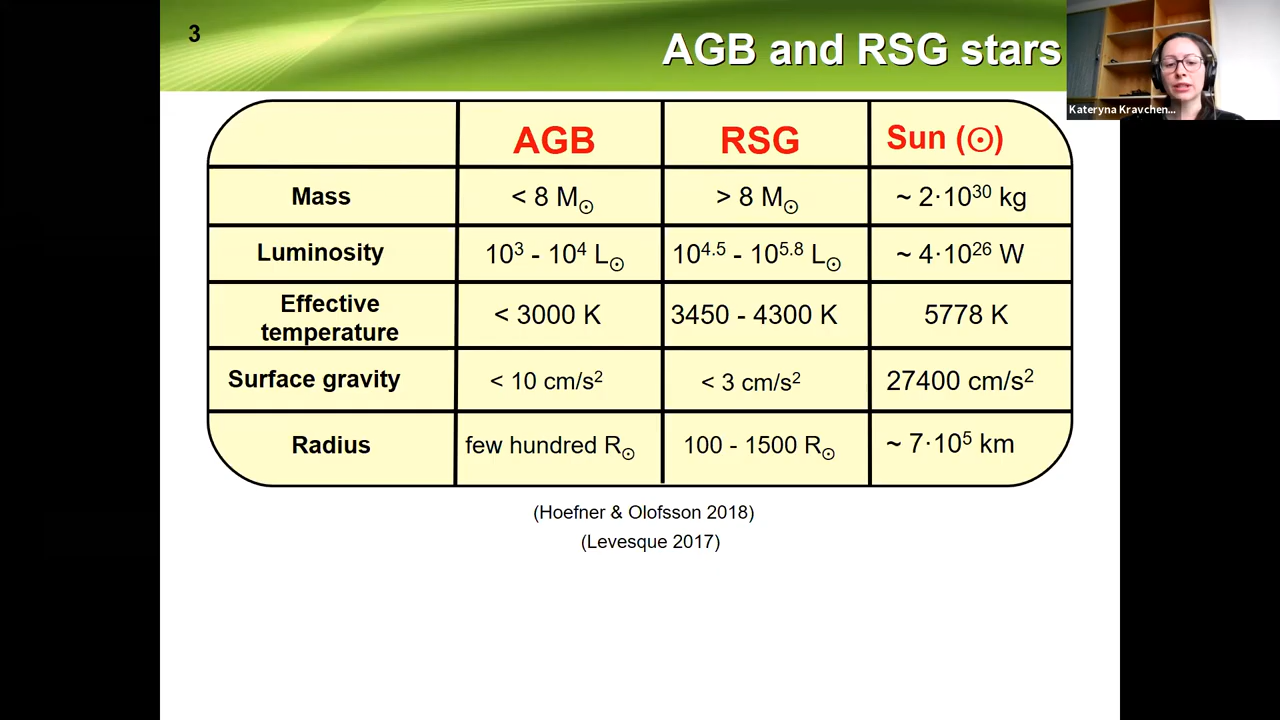 3
AGB and RSG stars
Kateryna Kravchen...
AGB RSG Sun (⊙)
Mass < 8 M⊙ > 8 M⊙ ~ 2·10³⁰ kg
Luminosity 10³ - 10⁴ L⊙ 10⁴·⁵ - 10⁵·⁸ L⊙ ~ 4·10²⁶ W
Effective
temperature < 3000 K 3450 - 4300 K 5778 K
Surface gravity < 10 cm/s² < 3 cm/s² 27400 cm/s²
Radius few hundred R⊙ 100 - 1500 R⊙ ~ 7·10⁵ km
(Hoefner & Olofsson 2018)
(Levesque 2017)